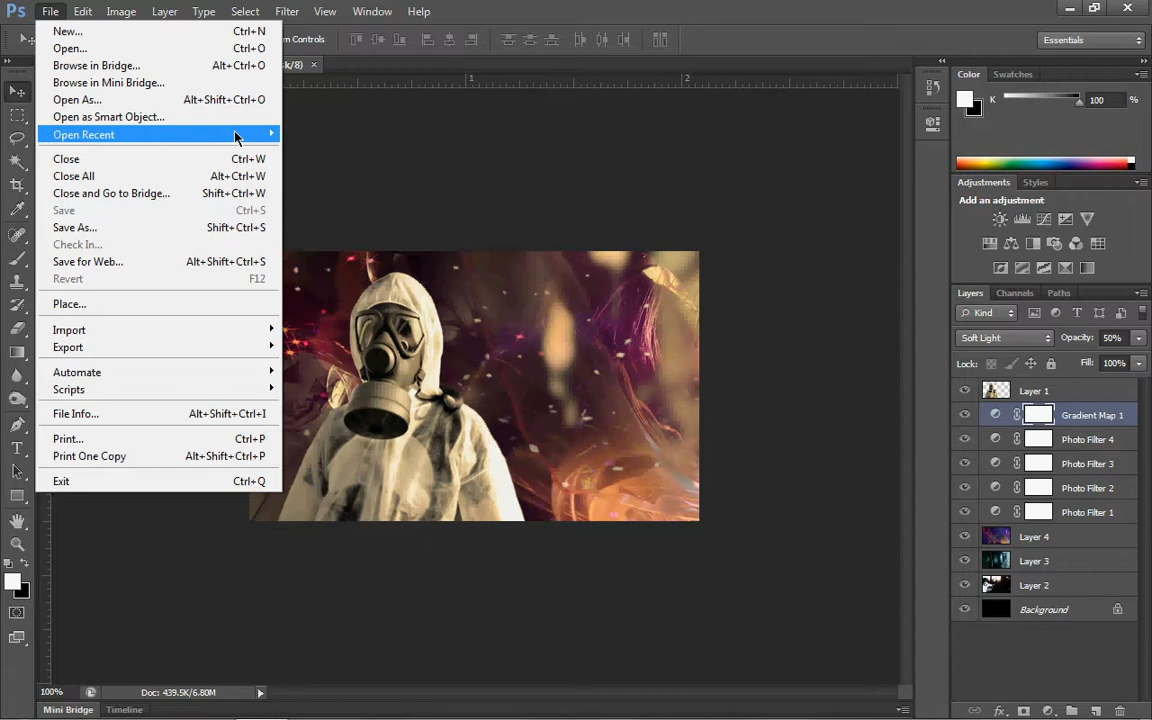 Ps File Edit Image Layer Type Select Filter View Window Help
Controls
Essentials
k/8) ×
New... Ctrl+N
Open... Ctrl+O
Browse in Bridge... Alt+Ctrl+O
Browse in Mini Bridge...
Open As... Alt+Shift+Ctrl+O
Open as Smart Object...
Open Recent
Close Ctrl+W
Close All Alt+Ctrl+W
Close and Go to Bridge... Shift+Ctrl+W
Save Ctrl+S
Save As... Shift+Ctrl+S
Check In...
Save for Web... Alt+Shift+Ctrl+S
Revert F12
Place...
Import
Export
Automate
Scripts
File Info... Alt+Shift+Ctrl+I
Print... Ctrl+P
Print One Copy Alt+Shift+Ctrl+P
Exit Ctrl+Q
1 2
Color Swatches
K 100 %
Adjustments Styles
Add an adjustment
Layers Channels Paths
Kind
Soft Light Opacity: 50%
Lock: Fill: 100%
Layer 1
Gradient Map 1
Photo Filter 4
Photo Filter 3
Photo Filter 2
Photo Filter 1
Layer 4
Layer 3
Layer 2
Background
fx
100% Doc: 439.5K/6.80M
Mini Bridge Timeline